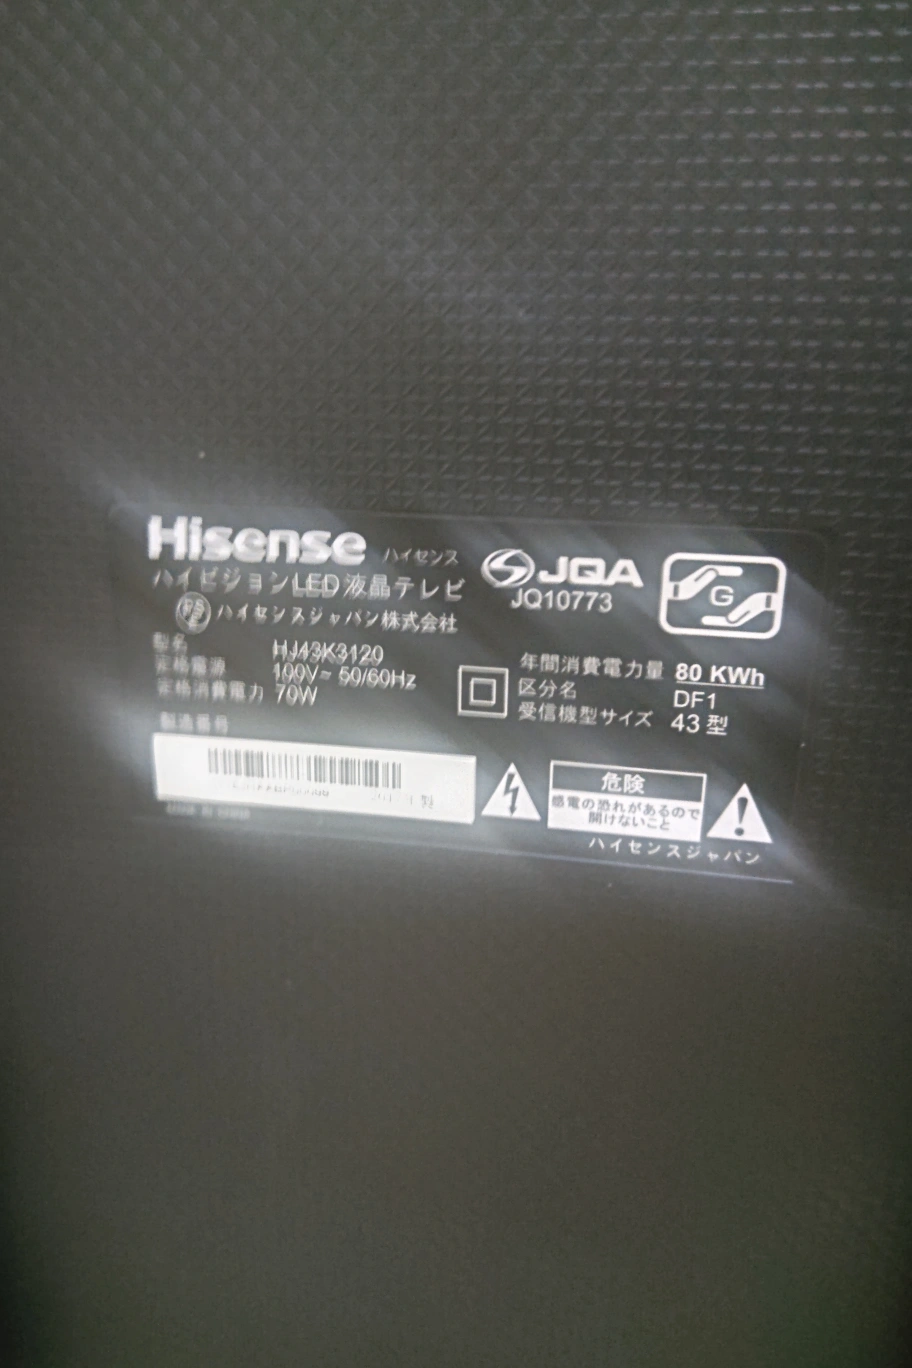 Hisense ハイセンス
ハイビジョンLED液晶テレビ
PS E ハイセンスジャパン株式会社
型名 HJ43K3120
定格電源 100V~ 50/60Hz
定格消費電力 70W
製造番号
JQA
JQ10773
G
年間消費電力量 80 KWh
区分名 DF1
受信機型サイズ 43型
危険
感電の恐れがあるので
開けないこと
ハイセンスジャパン